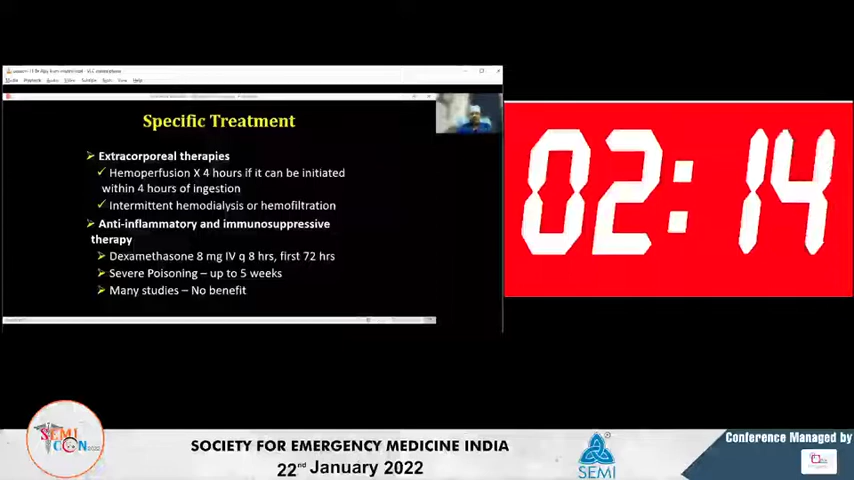 Specific Treatment
➢ Extracorporeal therapies
✓ Hemoperfusion X 4 hours if it can be initiated
within 4 hours of ingestion
✓ Intermittent hemodialysis or hemofiltration
➢ Anti-inflammatory and immunosuppressive
therapy
➢ Dexamethasone 8 mg IV q 8 hrs, first 72 hrs
➢ Severe Poisoning – up to 5 weeks
➢ Many studies – No benefit
02:14
SEMI
CON 2022
SOCIETY FOR EMERGENCY MEDICINE INDIA
22nd January 2022
SEMI
Conference Managed by